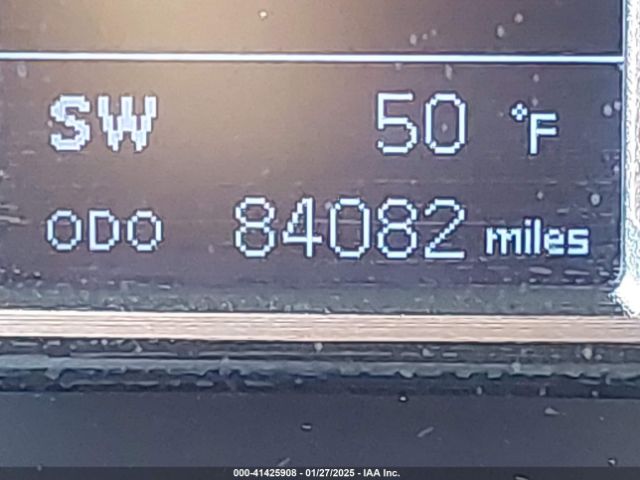 SW 50 °F
ODO 84082 miles
000-41425908 - 01/27/2025 - IAA Inc.